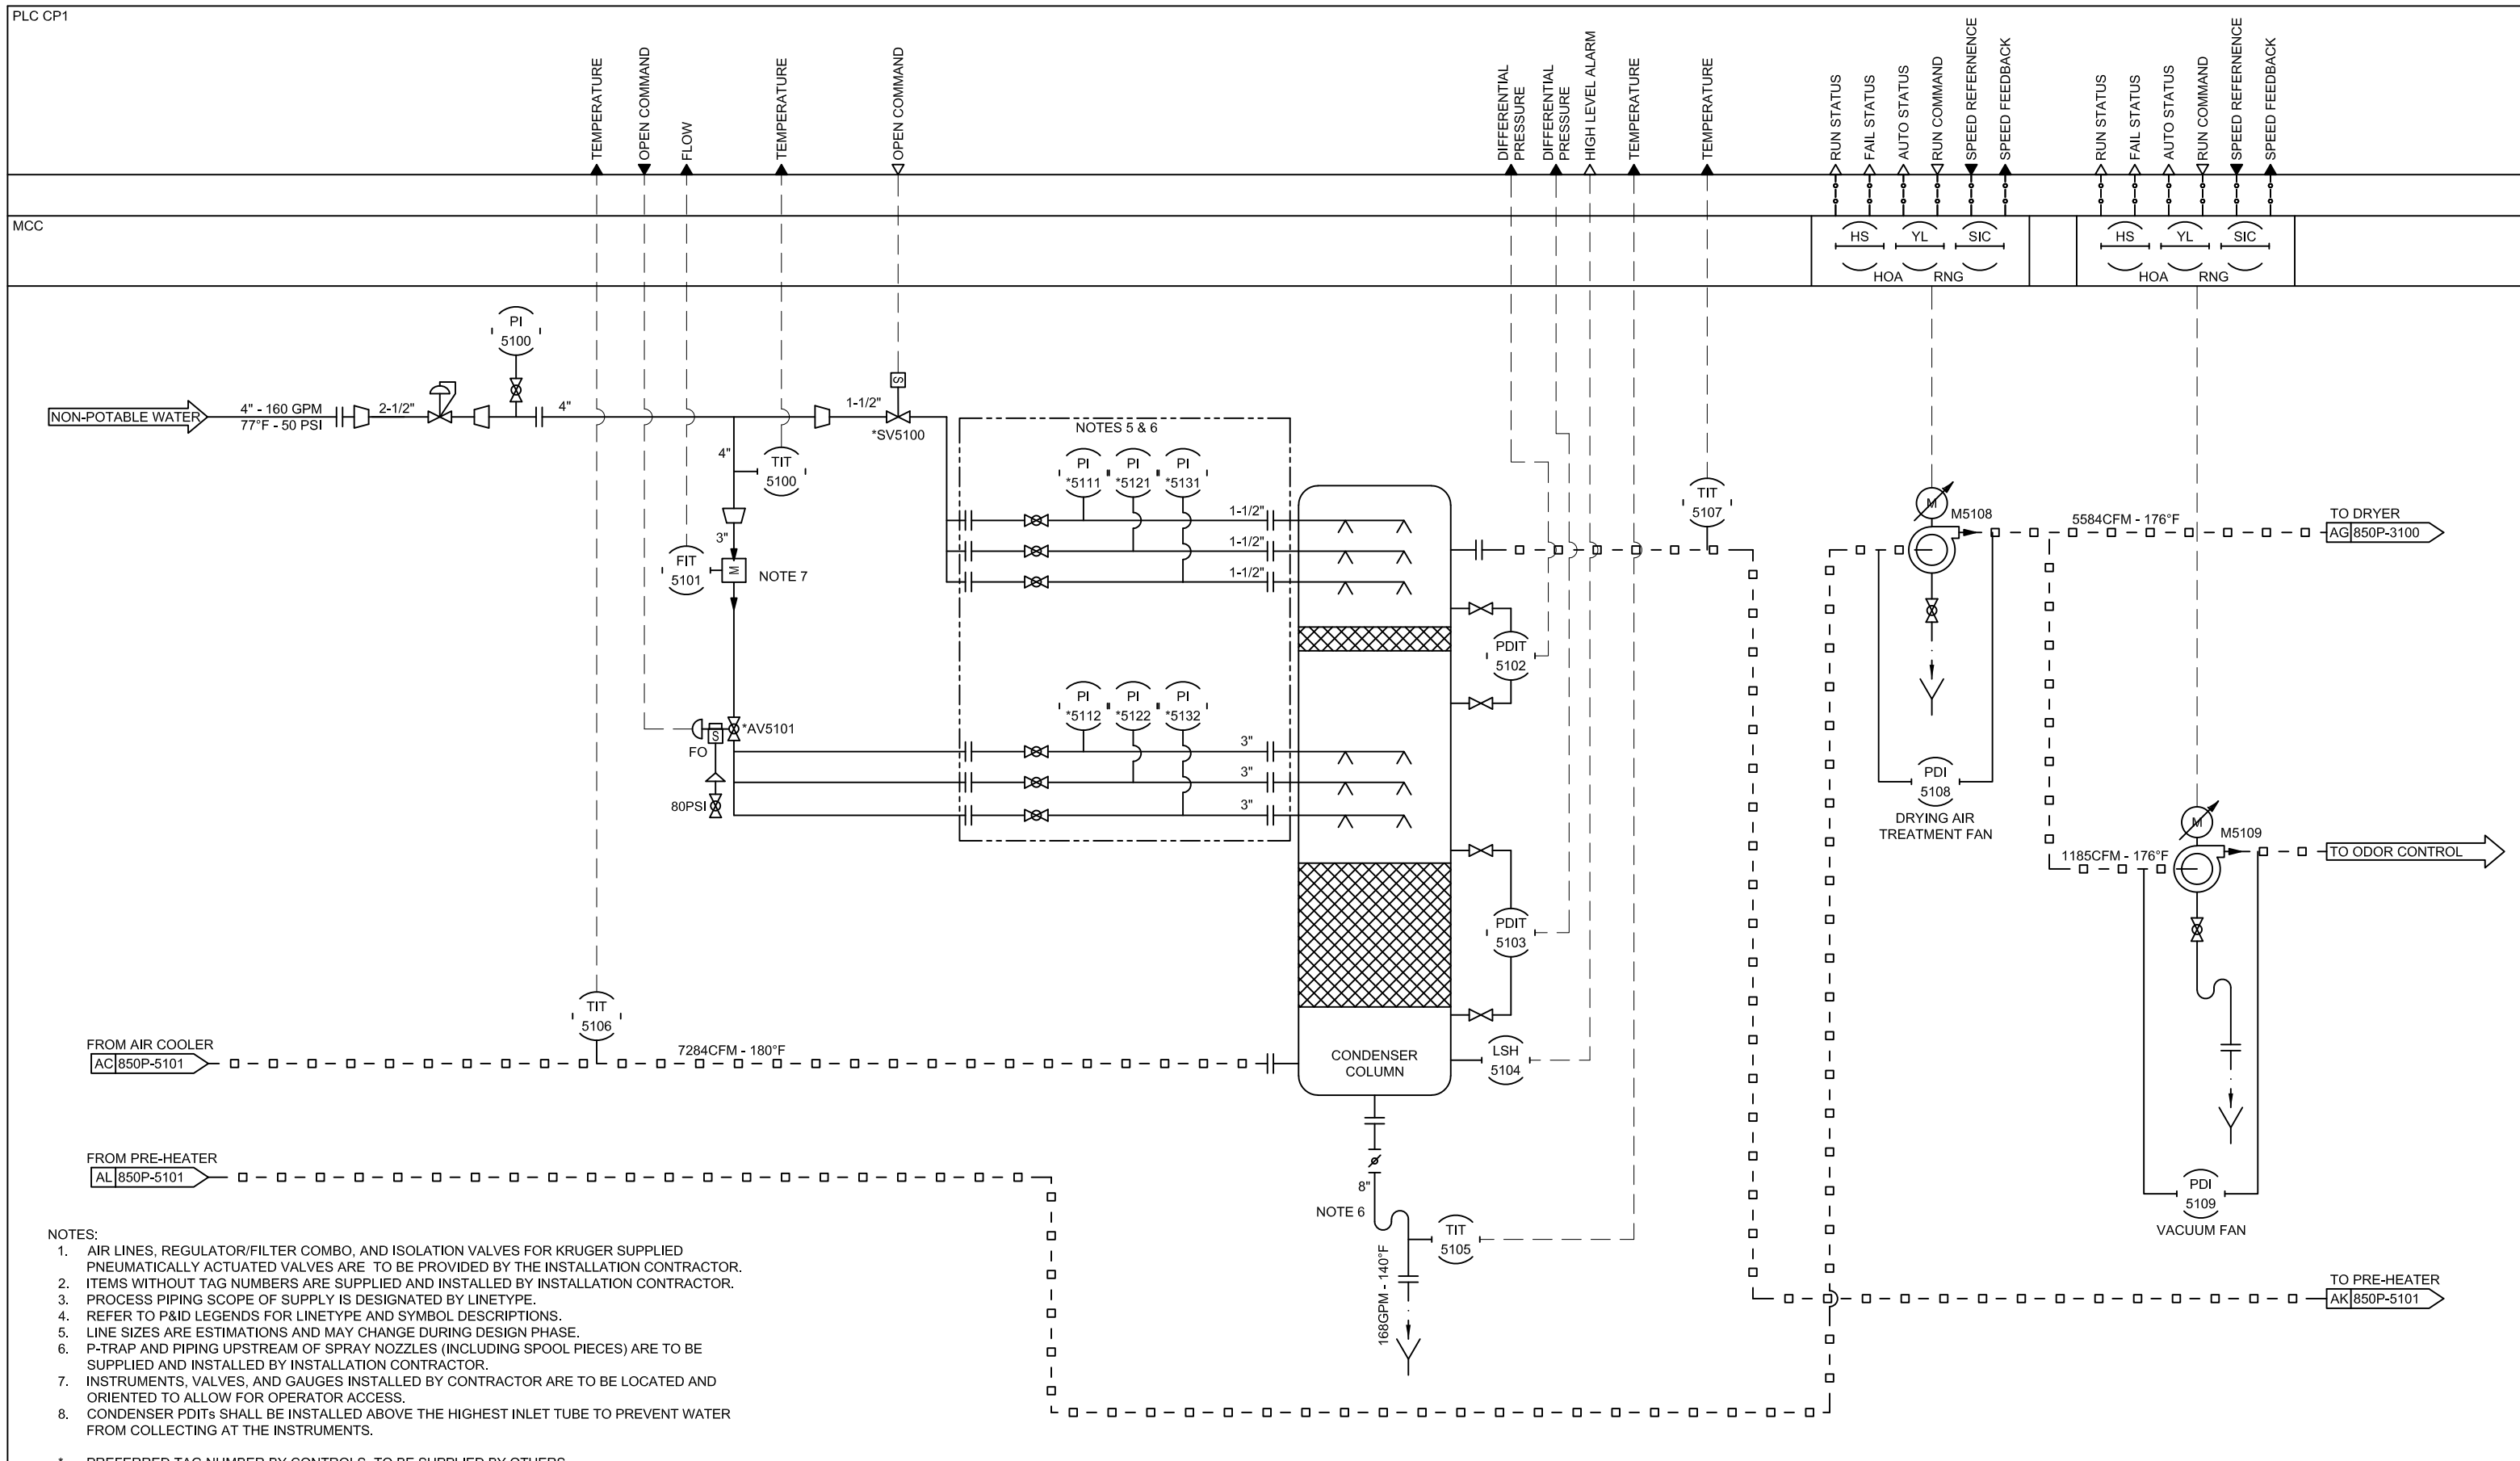 PLC CP1
TEMPERATURE
OPEN COMMAND
FLOW
TEMPERATURE
OPEN COMMAND
DIFFERENTIAL
PRESSURE
DIFFERENTIAL
PRESSURE
HIGH LEVEL ALARM
TEMPERATURE
TEMPERATURE
RUN STATUS
FAIL STATUS
AUTO STATUS
RUN COMMAND
SPEED REFERNENCE
SPEED FEEDBACK
RUN STATUS
FAIL STATUS
AUTO STATUS
RUN COMMAND
SPEED REFERNENCE
SPEED FEEDBACK
MCC
HS YL SIC
HOA RNG
HS YL SIC
HOA RNG
PI
5100
NON-POTABLE WATER
4" - 160 GPM
77°F - 50 PSI
2-1/2"
4"
1-1/2"
S
*SV5100
4"
TIT
5100
3"
FIT
5101
M
NOTE 7
NOTES 5 & 6
PI
*5111
PI
*5121
PI
*5131
1-1/2"
1-1/2"
1-1/2"
PI
*5112
PI
*5122
PI
*5132
3"
3"
3"
*AV5101
S
FO
80PSI
PDIT
5102
PDIT
5103
TIT
5107
M
M5108
5584CFM - 176°F
TO DRYER
AG 850P-3100
PDI
5108
DRYING AIR
TREATMENT FAN
M
M5109
1185CFM - 176°F
TO ODOR CONTROL
PDI
5109
VACUUM FAN
TIT
5106
FROM AIR COOLER
AC 850P-5101
7284CFM - 180°F
CONDENSER
COLUMN
LSH
5104
FROM PRE-HEATER
AL 850P-5101
8"
NOTE 6
TIT
5105
168GPM - 140°F
TO PRE-HEATER
AK 850P-5101
NOTES:
1. AIR LINES, REGULATOR/FILTER COMBO, AND ISOLATION VALVES FOR KRUGER SUPPLIED
PNEUMATICALLY ACTUATED VALVES ARE TO BE PROVIDED BY THE INSTALLATION CONTRACTOR.
2. ITEMS WITHOUT TAG NUMBERS ARE SUPPLIED AND INSTALLED BY INSTALLATION CONTRACTOR.
3. PROCESS PIPING SCOPE OF SUPPLY IS DESIGNATED BY LINETYPE.
4. REFER TO P&ID LEGENDS FOR LINETYPE AND SYMBOL DESCRIPTIONS.
5. LINE SIZES ARE ESTIMATIONS AND MAY CHANGE DURING DESIGN PHASE.
6. P-TRAP AND PIPING UPSTREAM OF SPRAY NOZZLES (INCLUDING SPOOL PIECES) ARE TO BE
SUPPLIED AND INSTALLED BY INSTALLATION CONTRACTOR.
7. INSTRUMENTS, VALVES, AND GAUGES INSTALLED BY CONTRACTOR ARE TO BE LOCATED AND
ORIENTED TO ALLOW FOR OPERATOR ACCESS.
8. CONDENSER PDITs SHALL BE INSTALLED ABOVE THE HIGHEST INLET TUBE TO PREVENT WATER
FROM COLLECTING AT THE INSTRUMENTS.
* PREFERRED TAG NUMBER BY CONTROLS, TO BE SUPPLIED BY OTHERS